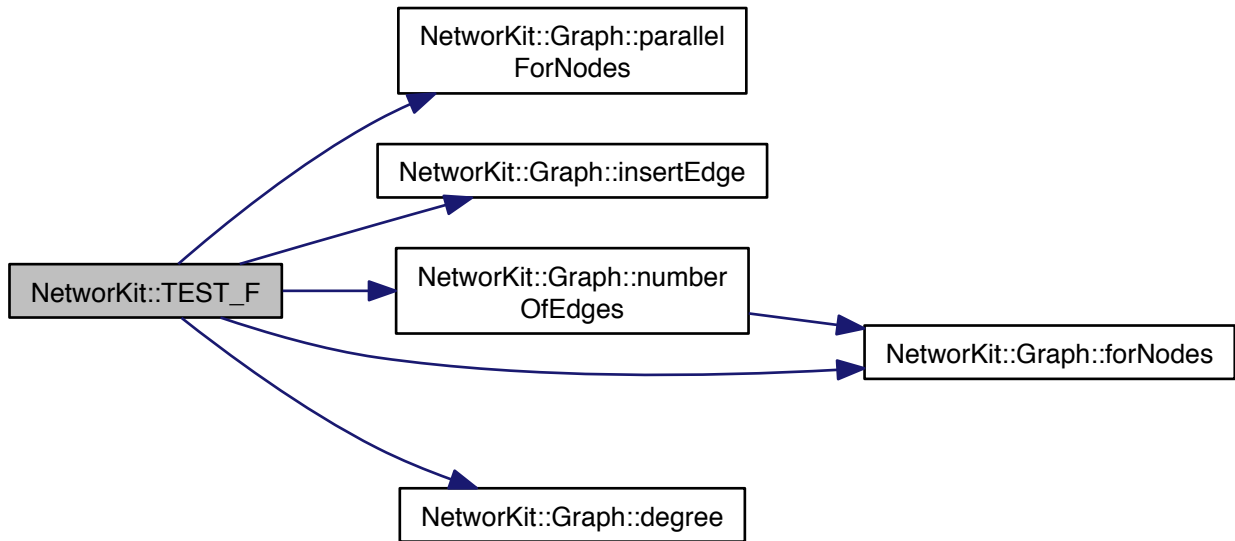 NetworKit::Graph::parallel
ForNodes
NetworKit::Graph::insertEdge
NetworKit::TEST_F
NetworKit::Graph::number
OfEdges
NetworKit::Graph::forNodes
NetworKit::Graph::degree